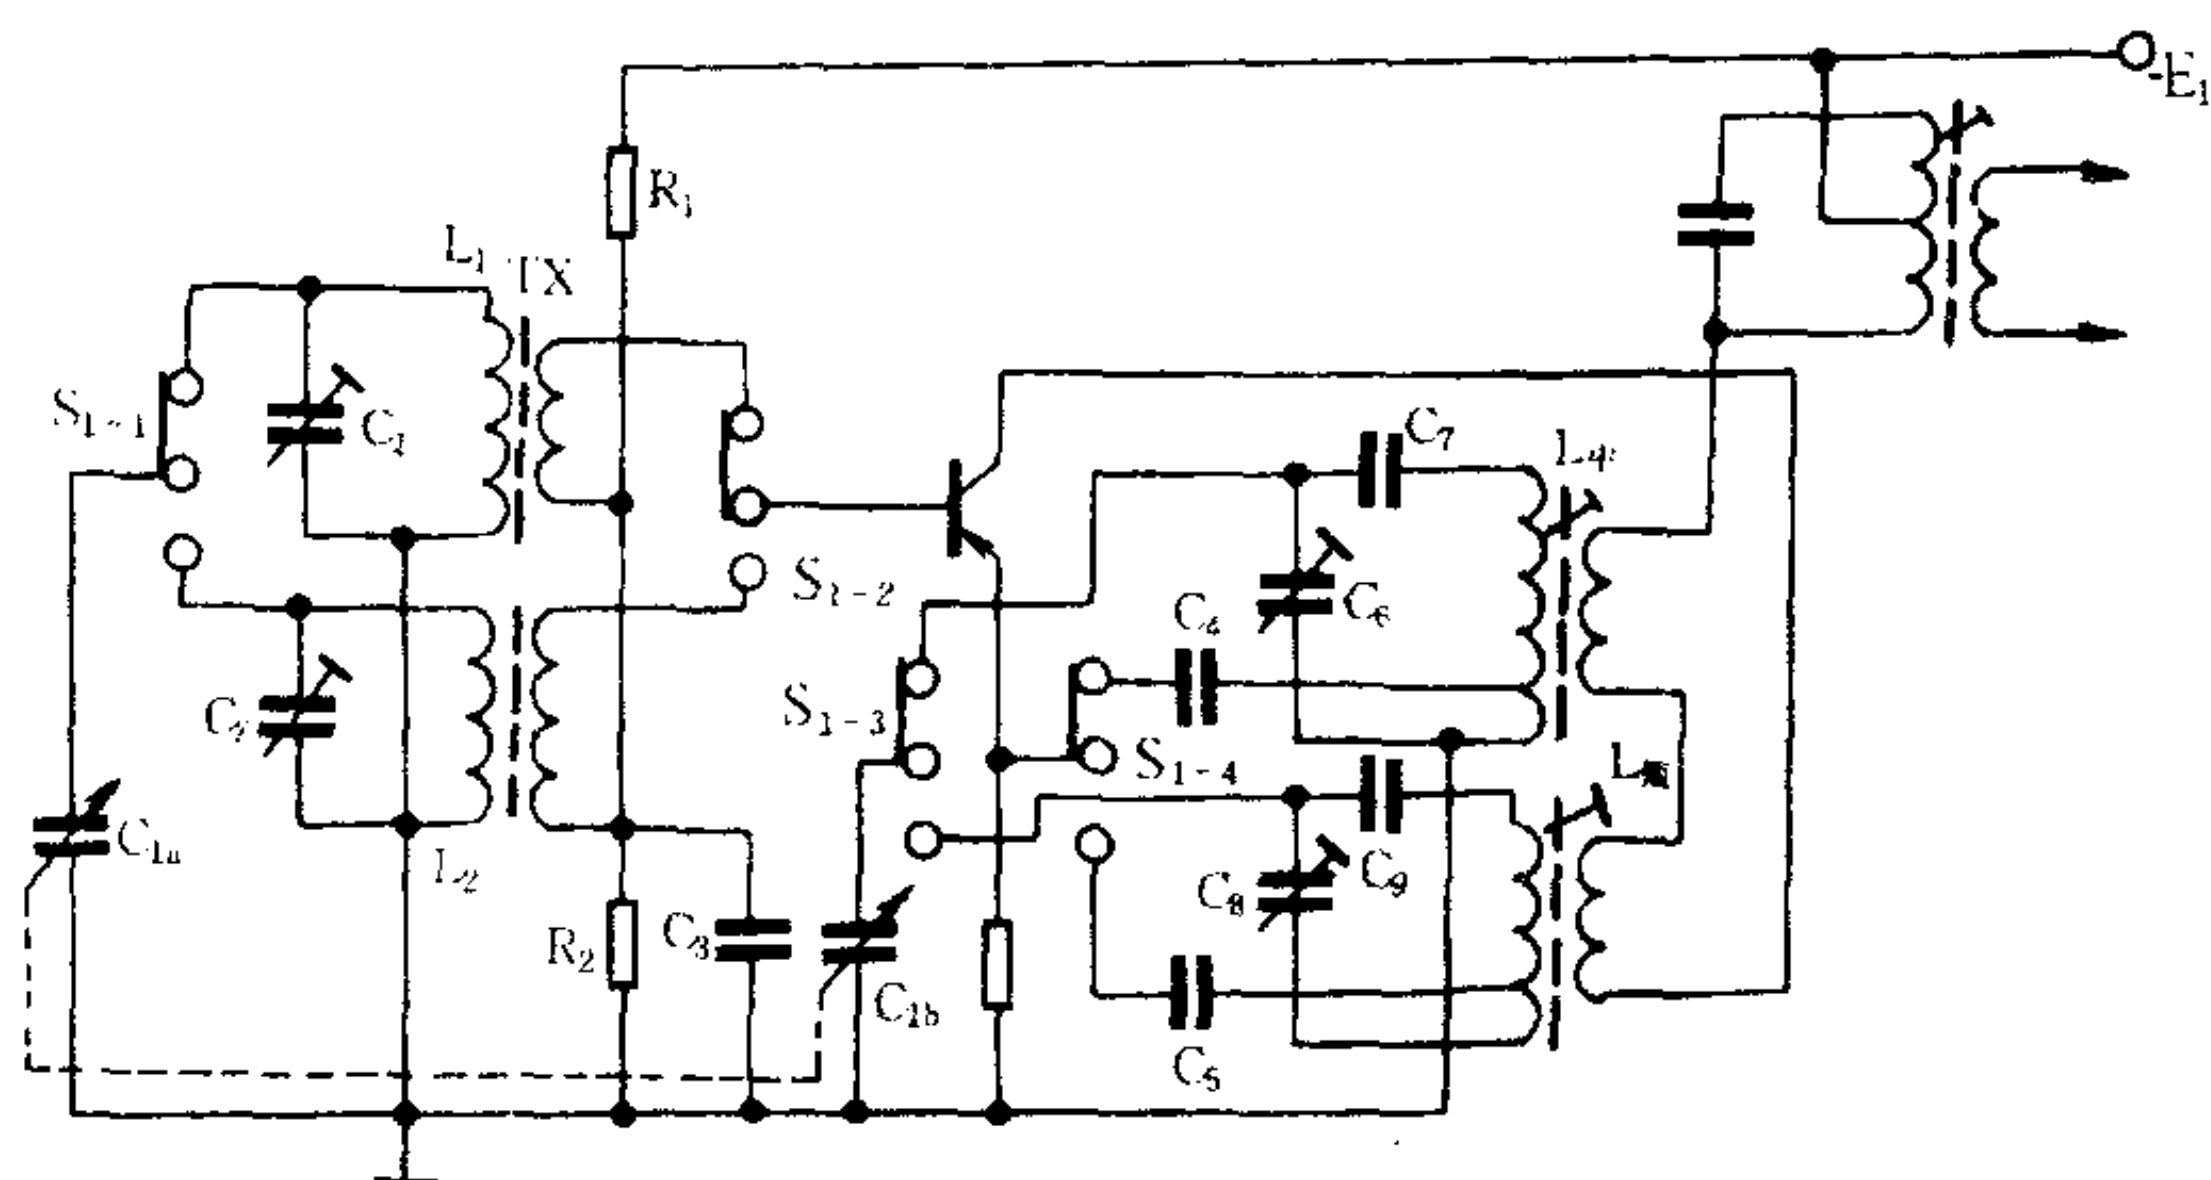 -E₁
R₁
L₁ TX
S₁₋₁
C₁
C₇
S₁₋₂
C₄
C₆
S₁₋₃
S₁₋₄
C₁ₐ
L₂
C₈
C₉
R₂
C₃
C₁b
C₅